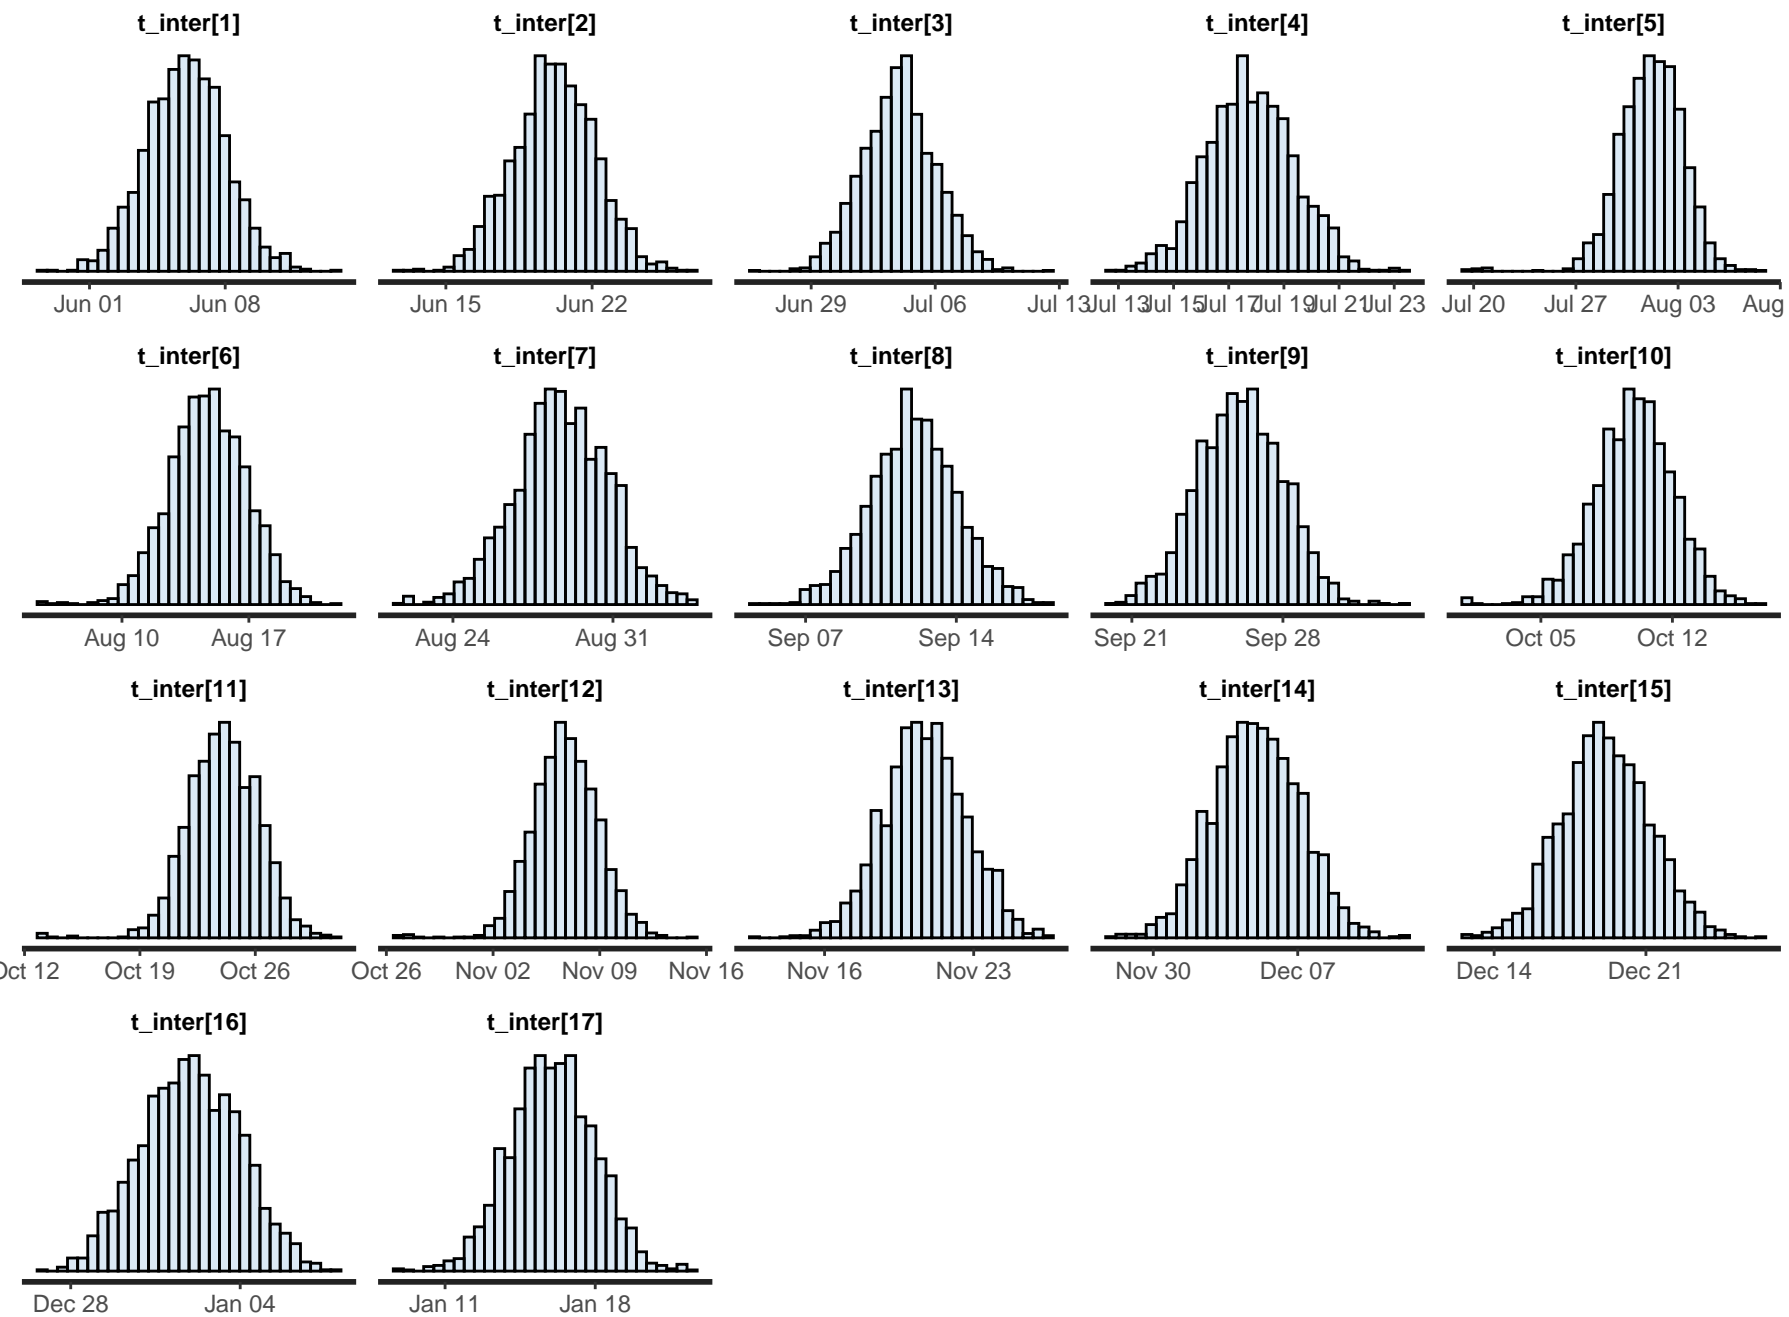 t_inter[1] t_inter[2] t_inter[3] t_inter[4] t_inter[5]
Jun 01 Jun 08 Jun 15 Jun 22 Jun 29 Jul 06 Jul 13 Jul 13 Jul 15 Jul 17 Jul 19 Jul 21 Jul 23 Jul 20 Jul 27 Aug 03 Aug
t_inter[6] t_inter[7] t_inter[8] t_inter[9] t_inter[10]
Aug 10 Aug 17 Aug 24 Aug 31 Sep 07 Sep 14 Sep 21 Sep 28 Oct 05 Oct 12
t_inter[11] t_inter[12] t_inter[13] t_inter[14] t_inter[15]
Oct 12 Oct 19 Oct 26 Oct 26 Nov 02 Nov 09 Nov 16 Nov 16 Nov 23 Nov 30 Dec 07 Dec 14 Dec 21
t_inter[16] t_inter[17]
Dec 28 Jan 04 Jan 11 Jan 18